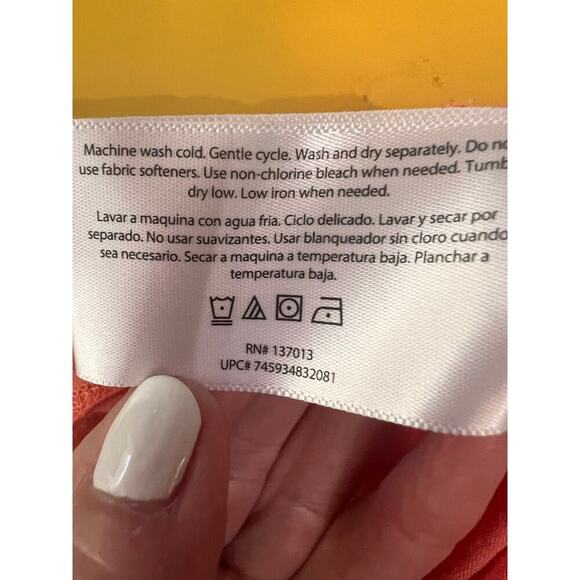 Machine wash cold. Gentle cycle. Wash and dry separately. Do no
use fabric softeners. Use non-chlorine bleach when needed. Tumb
dry low. Low iron when needed.
Lavar a maquina con agua fria. Ciclo delicado. Lavar y secar por
separado. No usar suavizantes. Usar blanqueador sin cloro cuando
sea necesario. Secar a maquina a temperatura baja. Planchar a
temperatura baja.
RN# 137013
UPC# 745934832081